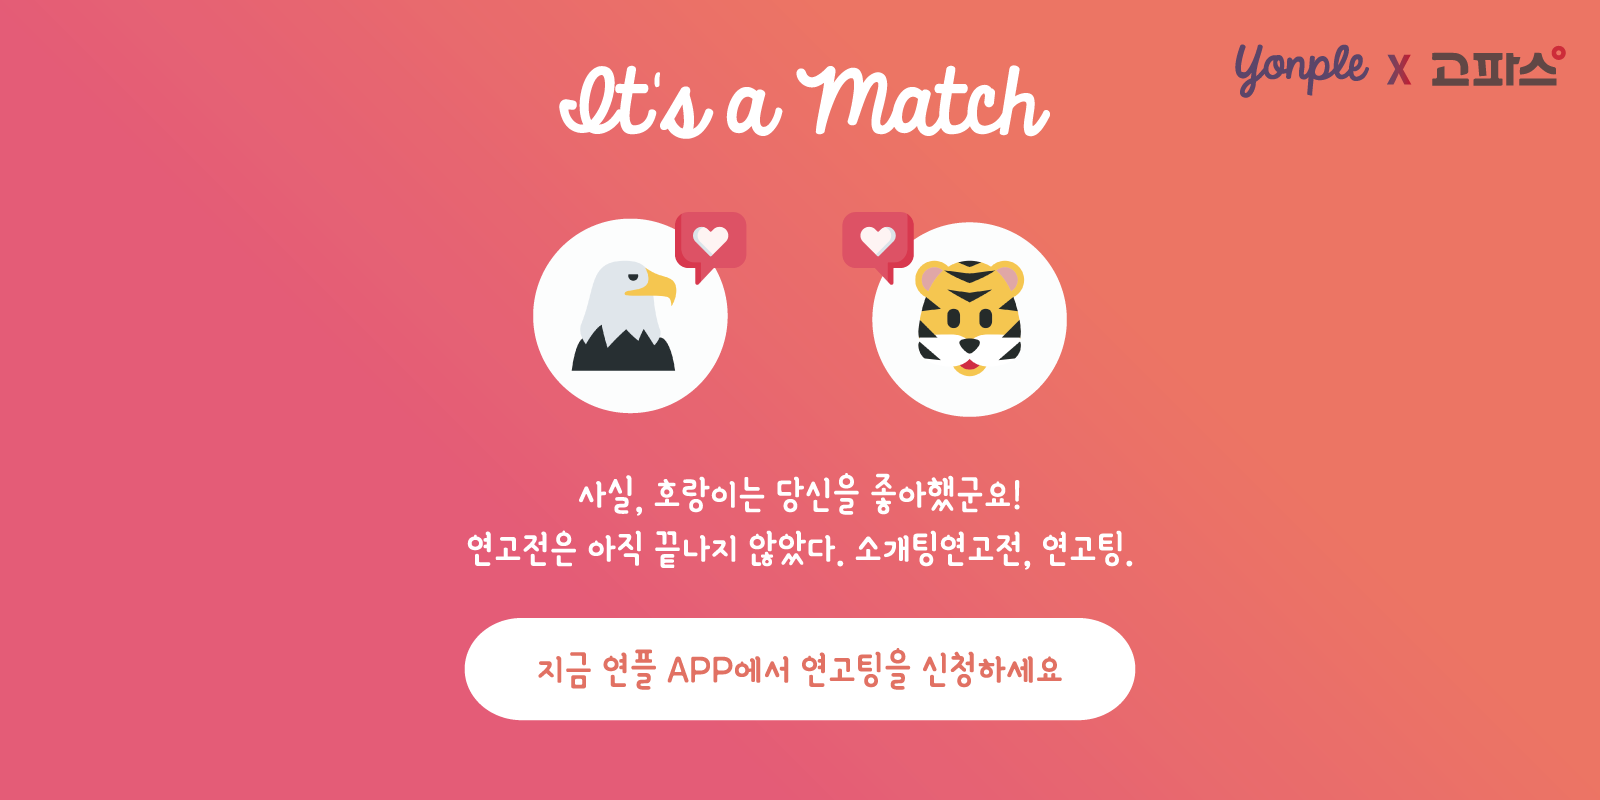 Yonple X 고파스
It's a Match
사실, 호랑이는 당신을 좋아했군요!
연고전은 아직 끝나지 않았다. 소개팅연고전, 연고팅.
지금 연플 APP에서 연고팅을 신청하세요